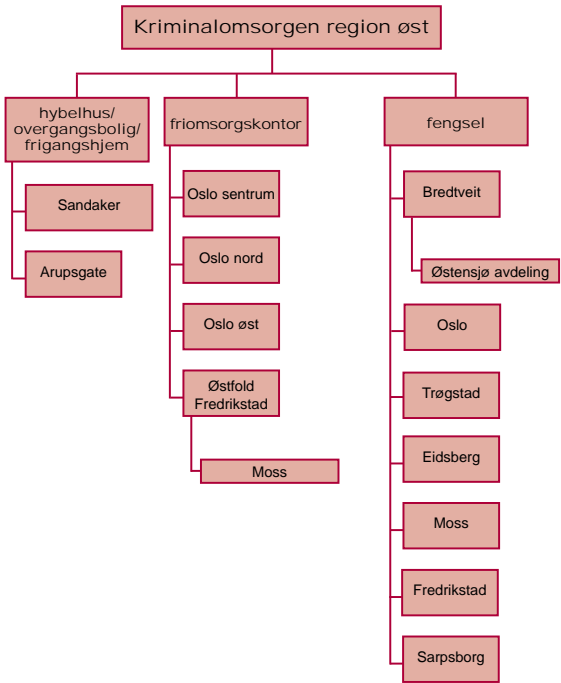 Kriminalomsorgen region øst
hybelhus/
overgangsbolig/
frigangshjem
Sandaker
Arupsgate
friomsorgskontor
Oslo sentrum
Oslo nord
Oslo øst
Østfold
Fredrikstad
Moss
fengsel
Bredtveit
Østensjø avdeling
Oslo
Trøgstad
Eidsberg
Moss
Fredrikstad
Sarpsborg